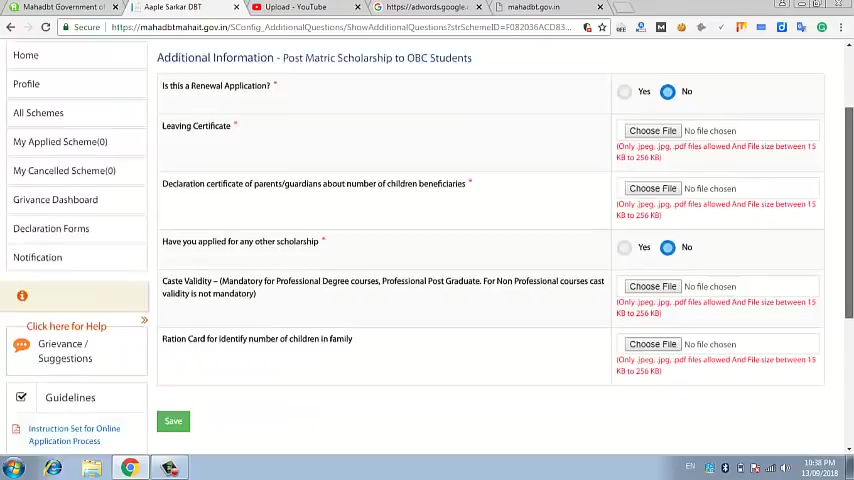 Mahadbt Government of
Aaple Sarkar DBT
Upload - YouTube
https://adwords.google.
mahadbt.gov.in
Secure
https://mahadbtmahait.gov.in/SConfig_AdditionalQuestions/ShowAdditionalQuestions?strSchemeID=F082036ACD83...
Home
Profile
All Schemes
My Applied Scheme(0)
My Cancelled Scheme(0)
Grivance Dashboard
Declaration Forms
Notification
Click here for Help
Grievance /
Suggestions
Guidelines
Instruction Set for Online
Application Process
Additional Information - Post Matric Scholarship to OBC Students
Is this a Renewal Application? *
Yes No
Leaving Certificate *
Choose File No file chosen
(Only .jpeg, .jpg, .pdf files allowed And File size between 15
KB to 256 KB)
Declaration certificate of parents/guardians about number of children beneficiaries *
Choose File No file chosen
(Only .jpeg, .jpg, .pdf files allowed And File size between 15
KB to 256 KB)
Have you applied for any other scholarship *
Yes No
Caste Validity – (Mandatory for Professional Degree courses, Professional Post Graduate. For Non Professional courses cast
validity is not mandatory)
Choose File No file chosen
(Only .jpeg, .jpg, .pdf files allowed And File size between 15
KB to 256 KB)
Ration Card for identify number of children in family
Choose File No file chosen
(Only .jpeg, .jpg, .pdf files allowed And File size between 15
KB to 256 KB)
Save
EN
10:38 PM
13/09/2018